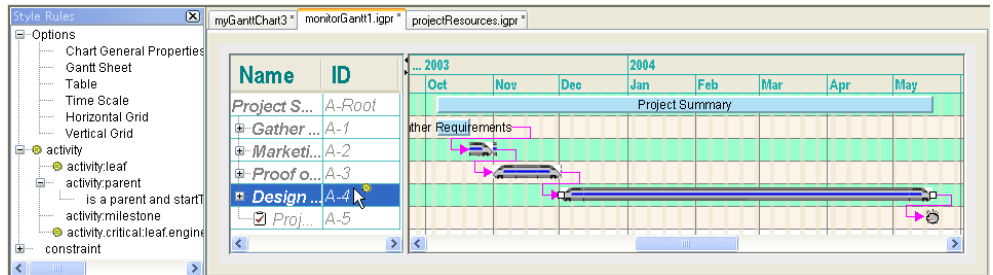 Style Rules
Options
Chart General Properties
Gantt Sheet
Table
Time Scale
Horizontal Grid
Vertical Grid
activity
activity:leaf
activity:parent
is a parent and startT
activity:milestone
activity.critical:leaf.engine
constraint
myGanttChart3 * monitorGantt1.igpr * projectResources.igpr *
Name ID
... 2003 2004
Oct Nov Dec Jan Feb Mar Apr May
Project S... A-Root Project Summary
Gather ... A-1 ther Requirements
Marketi... A-2
Proof o... A-3
Design ... A-4
Proj... A-5